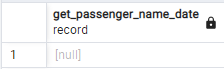 get_passenger_name_date
record
1 [null]